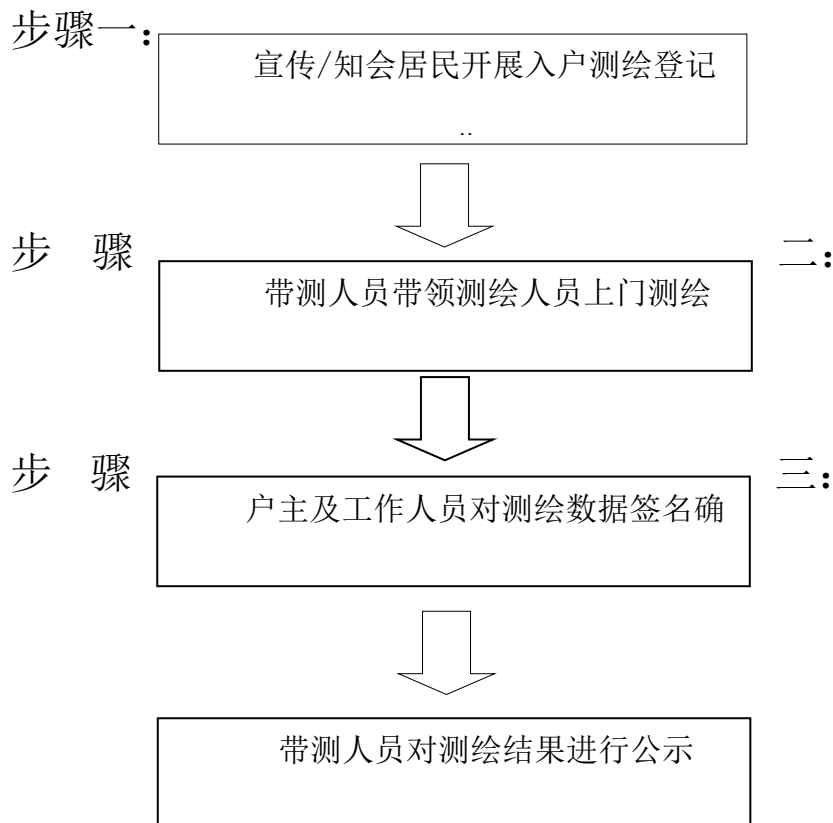 步骤一：
宣传/知会居民开展入户测绘登记
..
步 骤 二：
带测人员带领测绘人员上门测绘
步 骤 三：
户主及工作人员对测绘数据签名确
带测人员对测绘结果进行公示